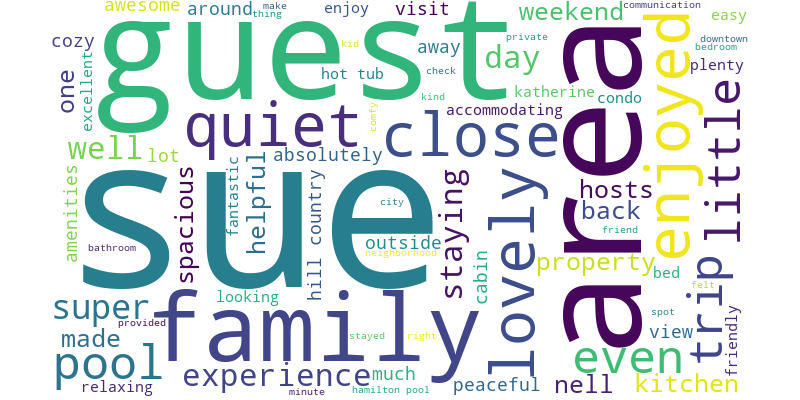 awesome
around
thing
make
enjoy
visit
communication
weekend
easy
cozy
guest
away
day
private
area
enjoyed
downtown
bedroom
plenty
one
excellent
kid
hot tub
check
kind
katherine
condo
little
quiet
comfy
close
accommodating
well
lot
absolutely
amenities
sue
spacious
fantastic
helpful
hill country
city
outside
neighborhood
staying
lovely
hosts
back
friend
property
bed
felt
trip
cabin
looking
super
provided
made
family
stayed
right
spot
view
friendly
pool
relaxing
experience
minute
much
hamilton pool
peaceful
even
nell
kitchen
bathroom